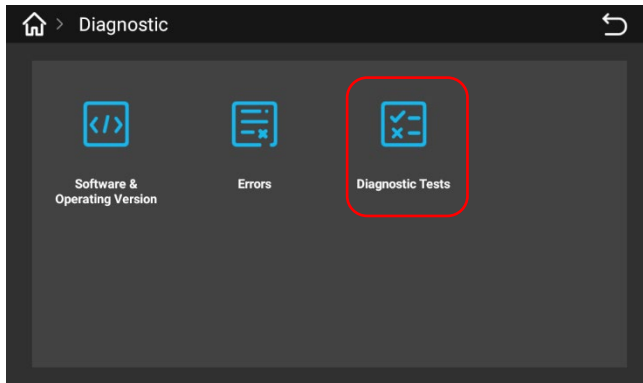 > Diagnostic
Software &
Operating Version
Errors
Diagnostic Tests